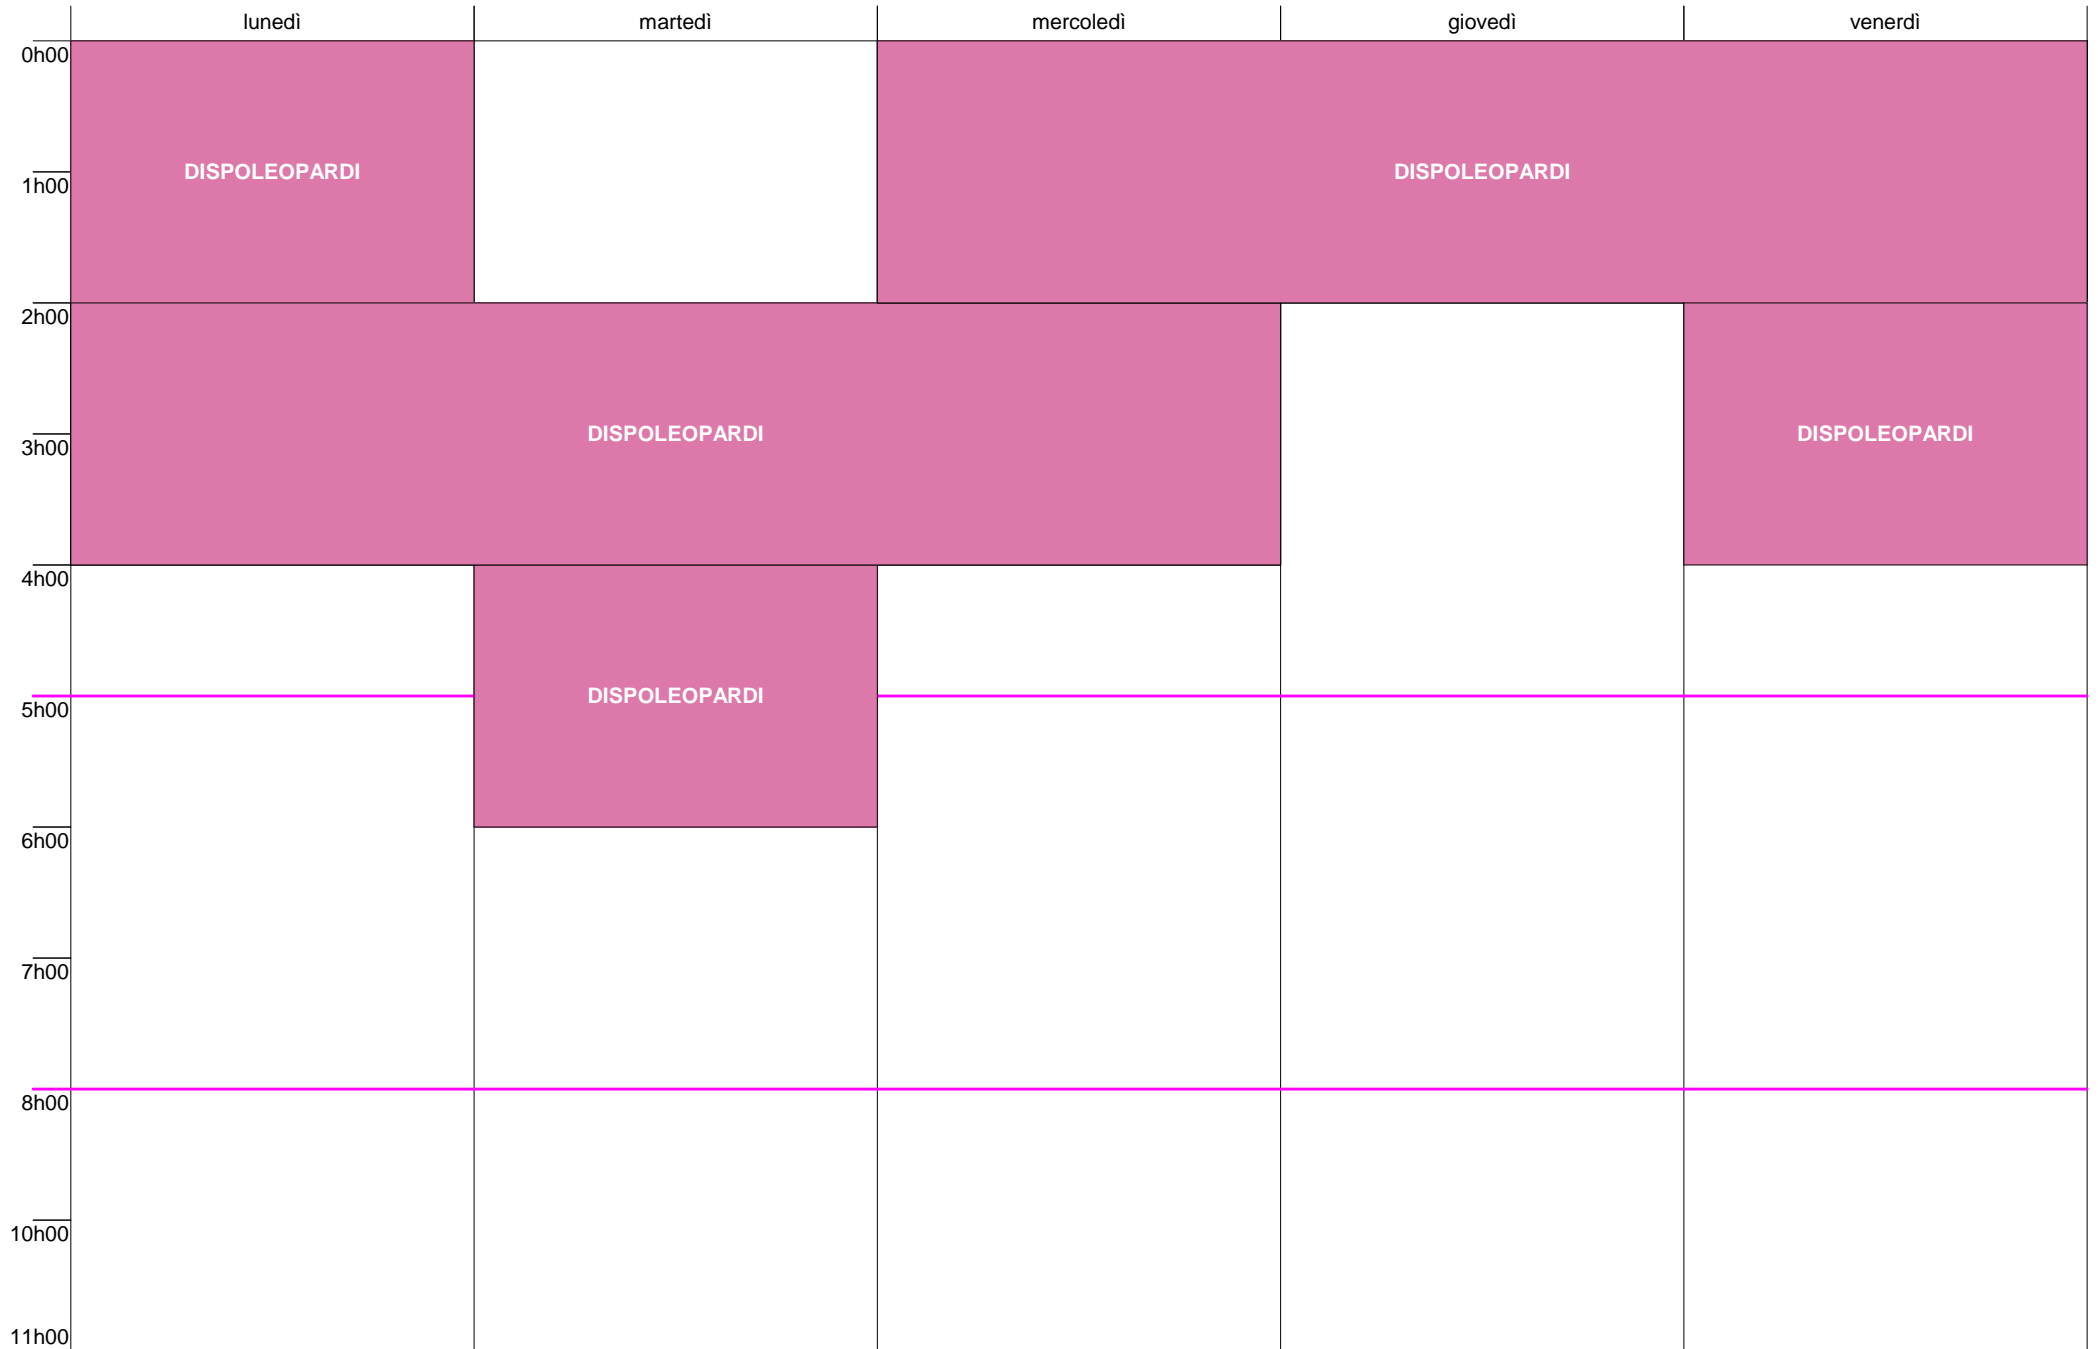 lunedì martedì mercoledì giovedì venerdì
0h00
1h00 DISPOLEOPARDI DISPOLEOPARDI
2h00
3h00 DISPOLEOPARDI DISPOLEOPARDI
4h00
5h00 DISPOLEOPARDI
6h00
7h00
8h00
10h00
11h00